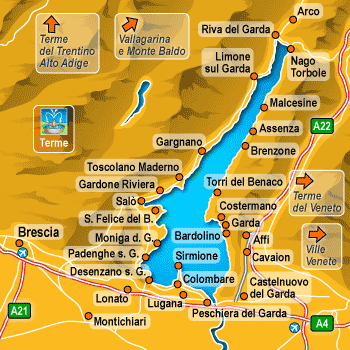 Arco
Terme
del Trentino
Alto Adige
Vallagarina
e Monte Baldo
Riva del Garda
Limone
sul Garda
Nago
Torbole
Malcesine
Terme
Assenza
A22
Gargnano
Brenzone
Toscolano Maderno
Gardone Riviera
Torri del Benaco
Terme
del Veneto
Salò
Costermano
S. Felice del B.
Garda
Brescia
Moniga d. G.
Bardolino
Affi
Ville
Venete
Padenghe s. G.
Sirmione
Cavaion
Desenzano s. G.
Colombare
Lonato
Lugana
Castelnuovo
del Garda
A21
Montichiari
Peschiera del Garda
A4